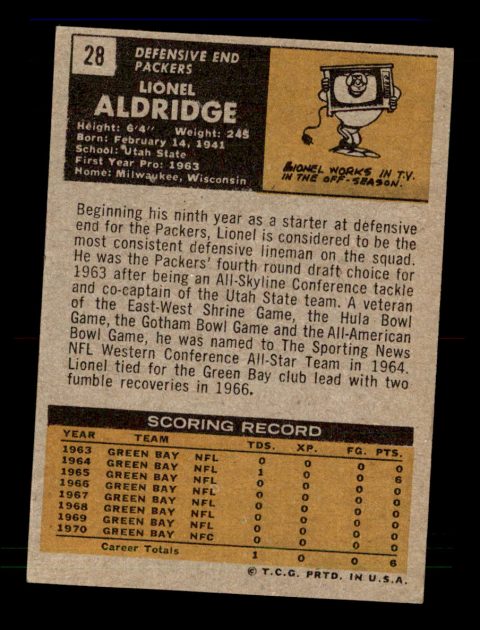 28
DEFENSIVE END
PACKERS
LIONEL
ALDRIDGE
Height: 6'4" Weight: 245
Born: February 14, 1941
School: Utah State
First Year Pro: 1963
Home: Milwaukee, Wisconsin
LIONEL WORKS IN T.V.
IN THE OFF-SEASON.
Beginning his ninth year as a starter at defensive
end for the Packers, Lionel is considered to be the
most consistent defensive lineman on the squad.
He was the Packers' fourth round draft choice for
1963 after being an All-Skyline Conference tackle
and co-captain of the Utah State team. A veteran
of the East-West Shrine Game, the Hula Bowl
Game, the Gotham Bowl Game and the All-American
Bowl Game, he was named to The Sporting News
NFL Western Conference All-Star Team in 1964.
Lionel tied for the Green Bay club lead with two
fumble recoveries in 1966.
SCORING RECORD
YEAR TEAM TDS. XP. FG. PTS.
1963 GREEN BAY NFL 0 0 0 0
1964 GREEN BAY NFL 1 0 0 6
1965 GREEN BAY NFL 0 0 0 0
1966 GREEN BAY NFL 0 0 0 0
1967 GREEN BAY NFL 0 0 0 0
1968 GREEN BAY NFL 0 0 0 0
1969 GREEN BAY NFL 0 0 0 0
1970 GREEN BAY NFC 0 0 0 0
Career Totals 1 0 0 6
© T.C.G. PRTD. IN U.S.A.